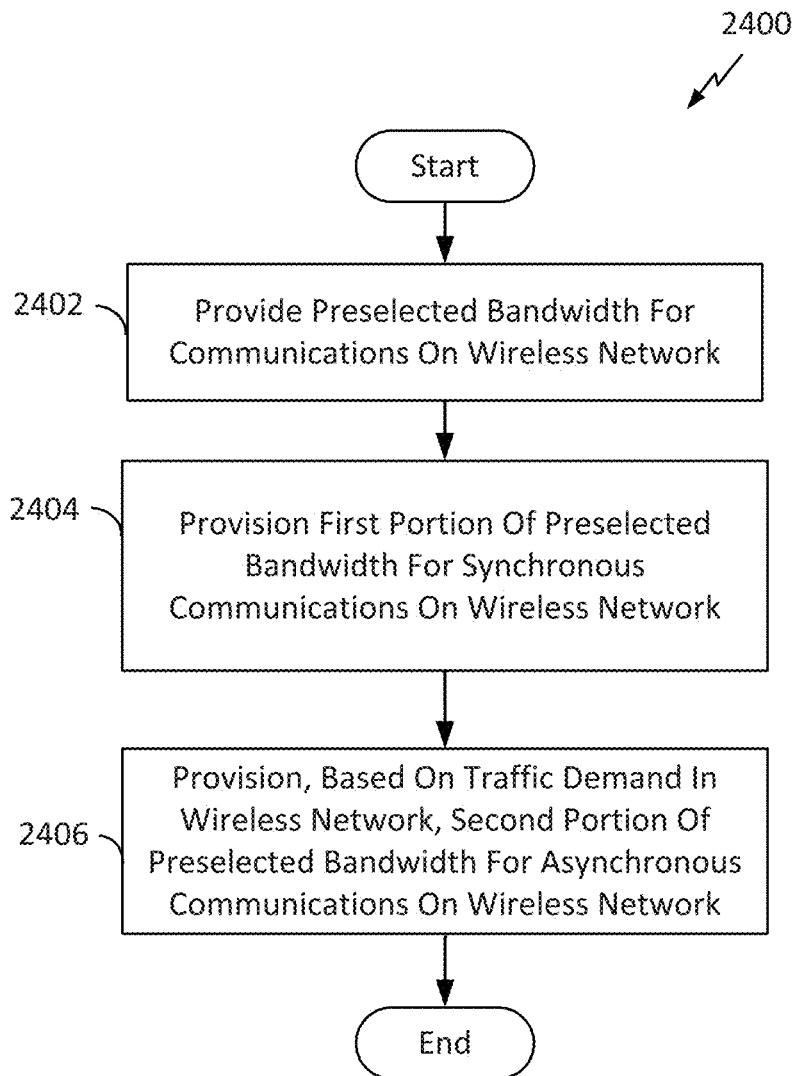 2400
Start
2402
Provide Preselected Bandwidth For
Communications On Wireless Network
2404
Provision First Portion Of Preselected
Bandwidth For Synchronous
Communications On Wireless Network
2406
Provision, Based On Traffic Demand In
Wireless Network, Second Portion Of
Preselected Bandwidth For Asynchronous
Communications On Wireless Network
End